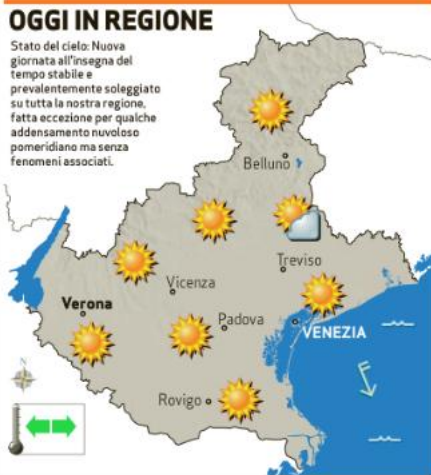 OGGI IN REGIONE
Stato del cielo: Nuova
giornata all'insegna del
tempo stabile e
prevalentemente soleggiato
su tutta la nostra regione,
fatta eccezione per qualche
addensamento nuvoloso
pomeridiano ma senza
fenomeni associati.
Belluno
Treviso
Vicenza
Verona
Padova
VENEZIA
Rovigo